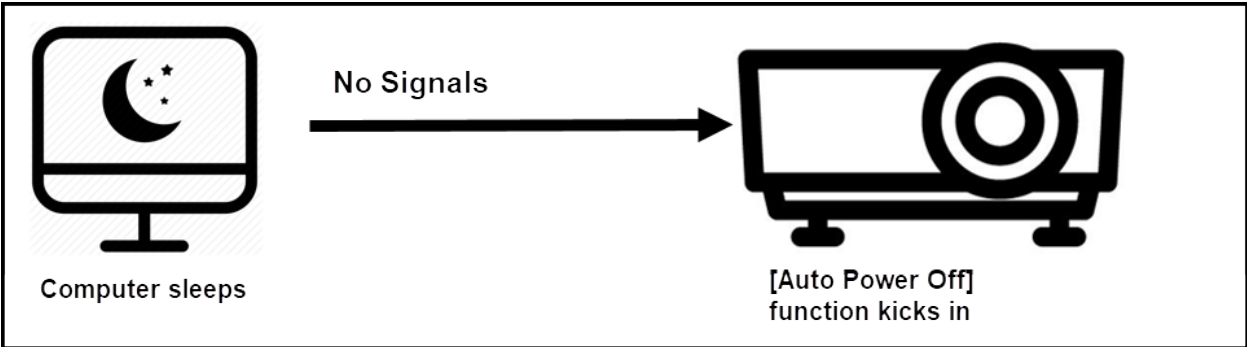 No Signals
Computer sleeps
[Auto Power Off]
function kicks in